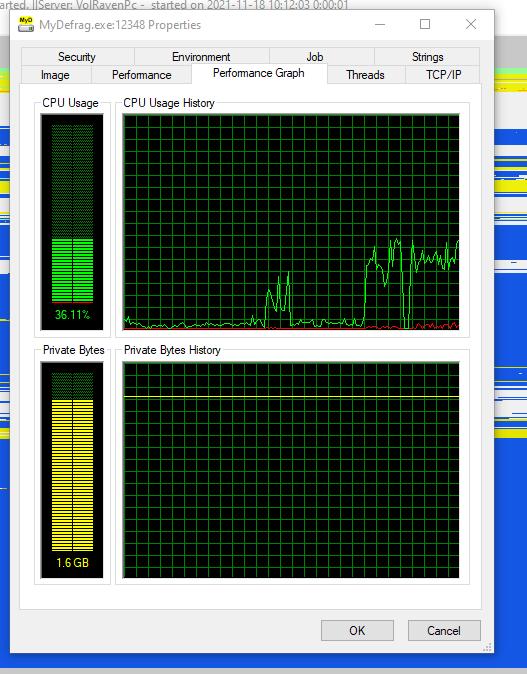 arted, llServer: VolRavenPc - started on 2021-11-18 10:12:03 0:00:01
MyD
MyDefrag.exe:12348 Properties
Security Environment Job Strings
Image Performance Performance Graph Threads TCP/IP
CPU Usage CPU Usage History
36.11%
Private Bytes Private Bytes History
1.6 GB
OK Cancel